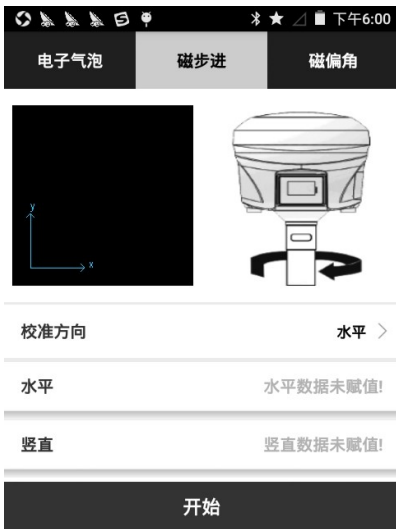 下午6:00
电子气泡 磁步进 磁偏角
y
x
校准方向 水平
水平 水平数据未赋值!
竖直 竖直数据未赋值!
开始